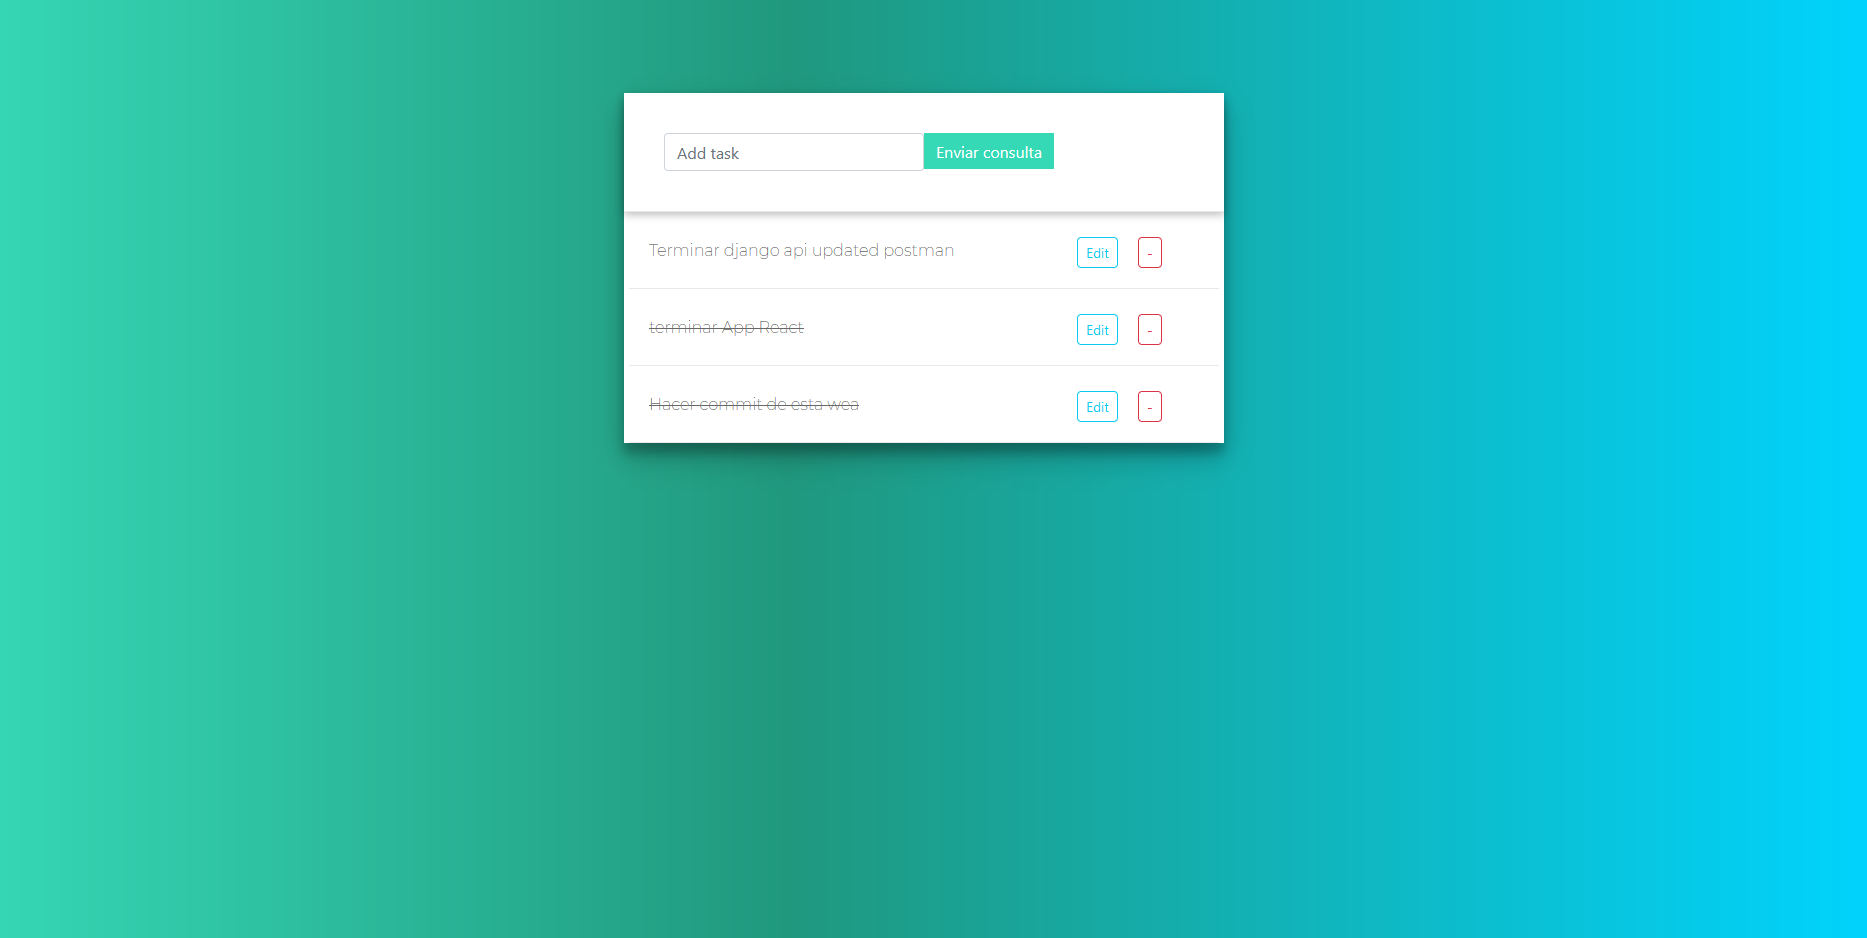 Add task Enviar consulta
Terminar django api updated postman Edit -
terminar App React Edit -
Hacer commit de esta wea Edit -